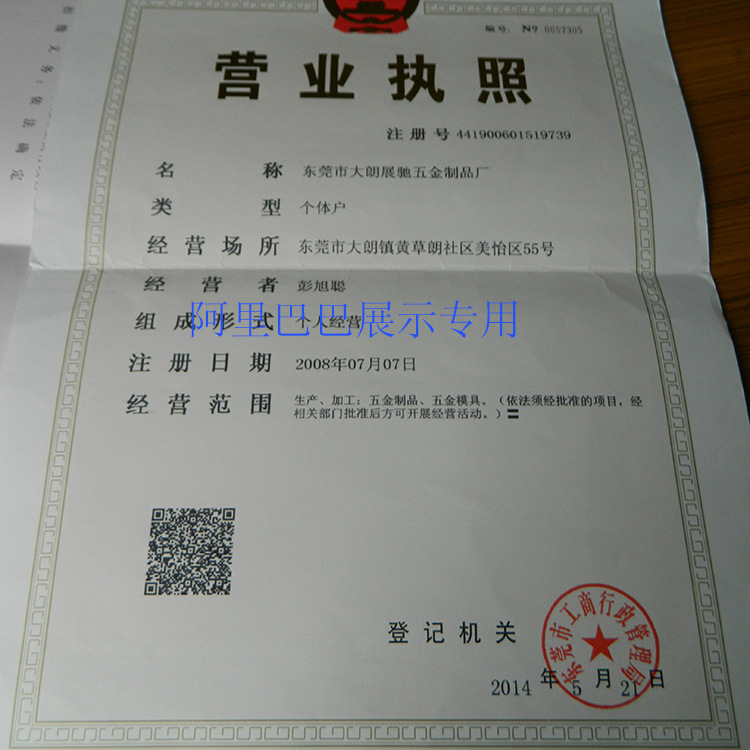 编号: Nº 0057305
营业执照
注册号 441900601519739
名称 东莞市大朗展驰五金制品厂
类型 个体户
经营场所 东莞市大朗镇黄草朗社区美怡区55号
经营者 彭旭聪
阿里巴巴展示专用
组成形式 个人经营
注册日期 2008年07月07日
经营范围 生产、加工：五金制品、五金模具。（依法须经批准的项目，经
相关部门批准后方可开展经营活动。）〓
登记机关
东莞市工商行政管理局
2014年5月21日